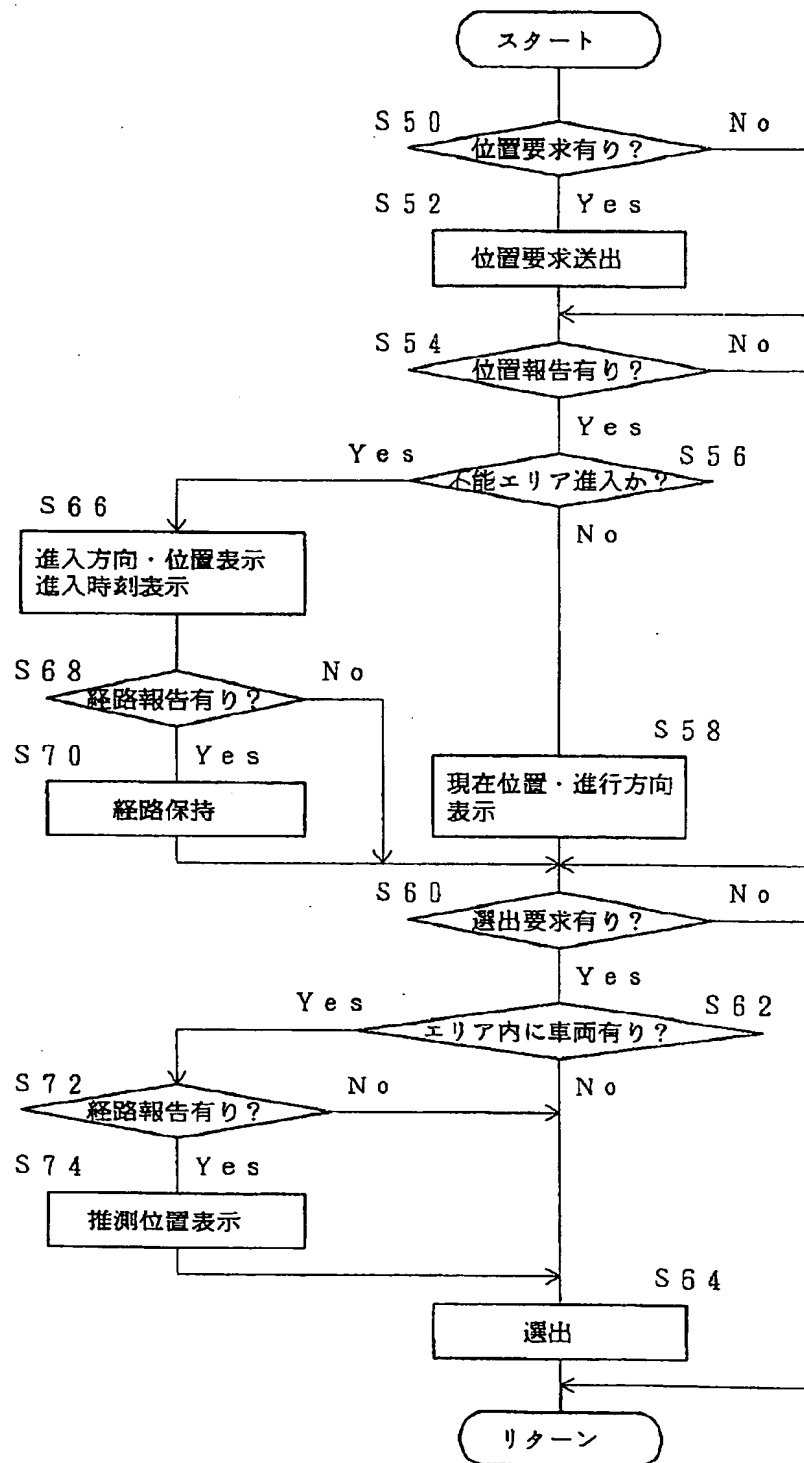 スタート
S50
位置要求有り?
No
S52
Yes
位置要求送出
S54
位置報告有り?
No
Yes
Yes
S56
不能エリア進入か?
S66
No
進入方向・位置表示
進入時刻表示
S68
経路報告有り?
No
S70
Yes
経路保持
S58
現在位置・進行方向
表示
S60
選出要求有り?
No
Yes
Yes
S62
エリア内に車両有り?
S72
経路報告有り?
No
No
S74
Yes
推測位置表示
S64
選出
リターン